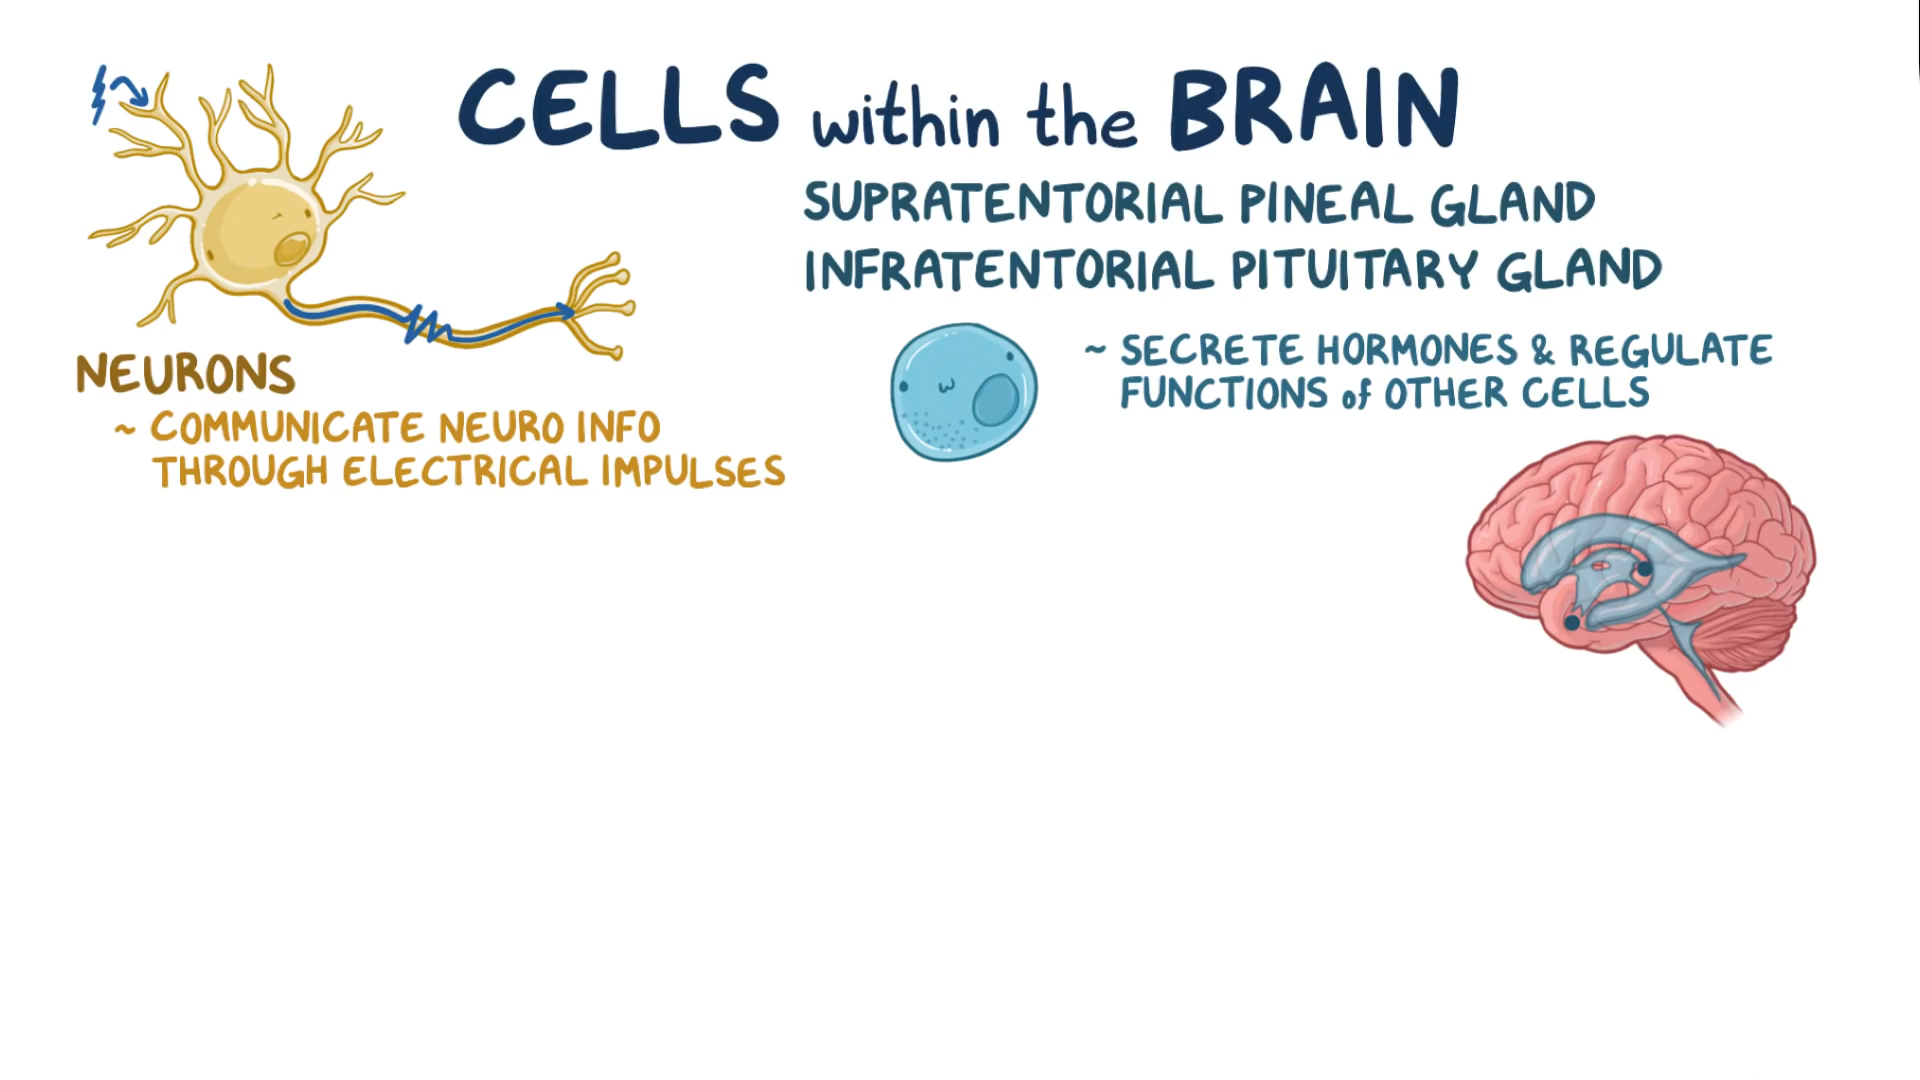 CELLS within the BRAIN
SUPRATENTORIAL PINEAL GLAND
INFRATENTORIAL PITUITARY GLAND
~ SECRETE HORMONES & REGULATE
FUNCTIONS of OTHER CELLS
NEURONS
~ COMMUNICATE NEURO INFO
THROUGH ELECTRICAL IMPULSES